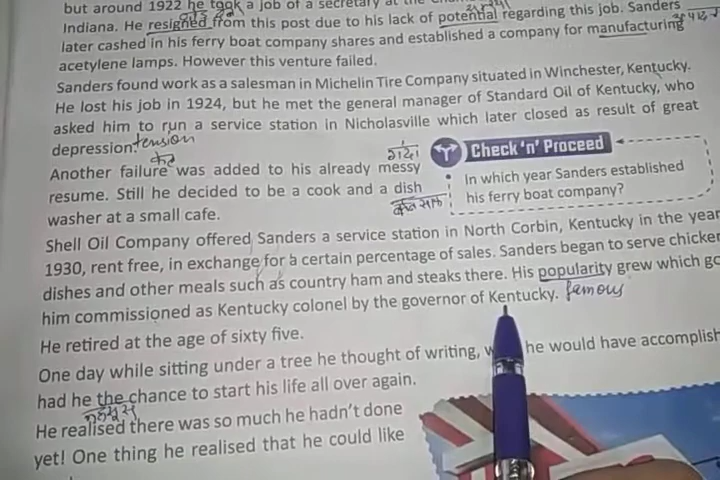 but around 1922 he took a job of a secretary at the
Indiana. He resigned from this post due to his lack of potential regarding this job. Sanders
later cashed in his ferry boat company shares and established a company for manufacturing
acetylene lamps. However this venture failed.
Sanders found work as a salesman in Michelin Tire Company situated in Winchester, Kentucky.
He lost his job in 1924, but he met the general manager of Standard Oil of Kentucky, who
asked him to run a service station in Nicholasville which later closed as result of great
depression. tension
Another failure was added to his already messy
resume. Still he decided to be a cook and a dish
washer at a small cafe.
Check 'n' Proceed
• In which year Sanders established
his ferry boat company?
Shell Oil Company offered Sanders a service station in North Corbin, Kentucky in the year
1930, rent free, in exchange for a certain percentage of sales. Sanders began to serve chicken
dishes and other meals such as country ham and steaks there. His popularity grew which go
him commissioned as Kentucky colonel by the governor of Kentucky. famous
He retired at the age of sixty five.
One day while sitting under a tree he thought of writing, he would have accomplish
had he the chance to start his life all over again.
He realised there was so much he hadn't done
yet! One thing he realised that he could like